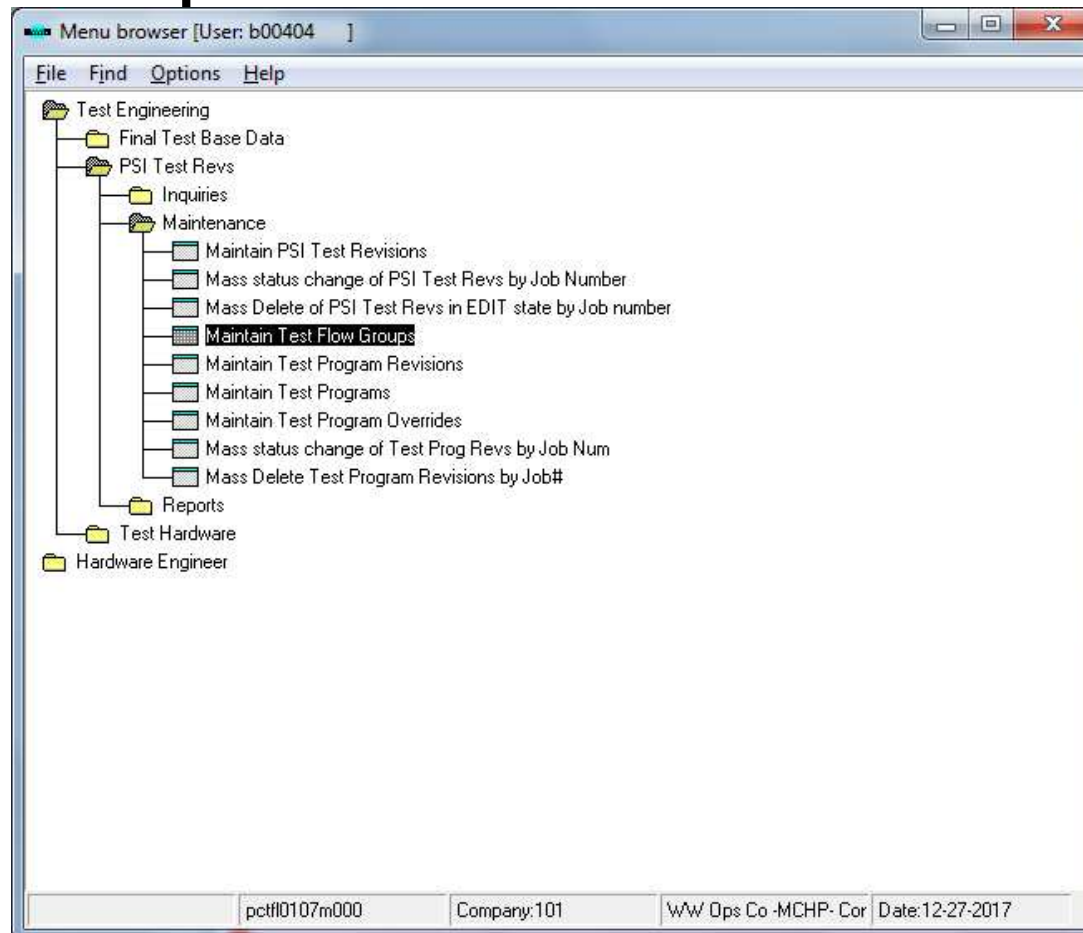 Menu browser [User: b00404 ]
File Find Options Help
Test Engineering
Final Test Base Data
PSI Test Revs
Inquiries
Maintenance
Maintain PSI Test Revisions
Mass status change of PSI Test Revs by Job Number
Mass Delete of PSI Test Revs in EDIT state by Job number
Maintain Test Flow Groups
Maintain Test Program Revisions
Maintain Test Programs
Maintain Test Program Overrides
Mass status change of Test Prog Revs by Job Num
Mass Delete Test Program Revisions by Job#
Reports
Test Hardware
Hardware Engineer
pctfl0107m000 Company:101 WW Ops Co -MCHP- Cor Date:12-27-2017